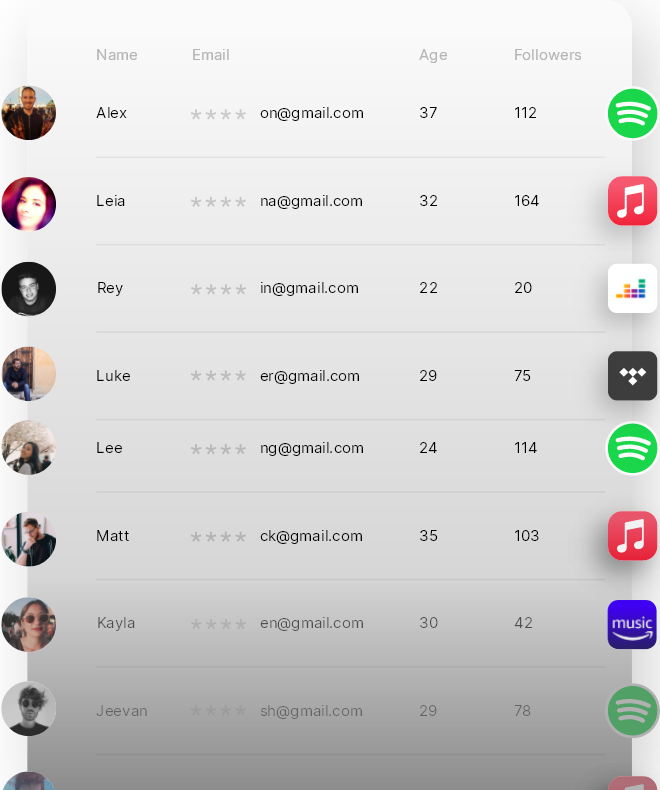 Name Email Age Followers
Alex **** on@gmail.com 37 112
Leia **** na@gmail.com 32 164
Rey **** in@gmail.com 22 20
Luke **** er@gmail.com 29 75
Lee **** ng@gmail.com 24 114
Matt **** ck@gmail.com 35 103
Kayla **** en@gmail.com 30 42
music
Jeevan **** sh@gmail.com 29 78